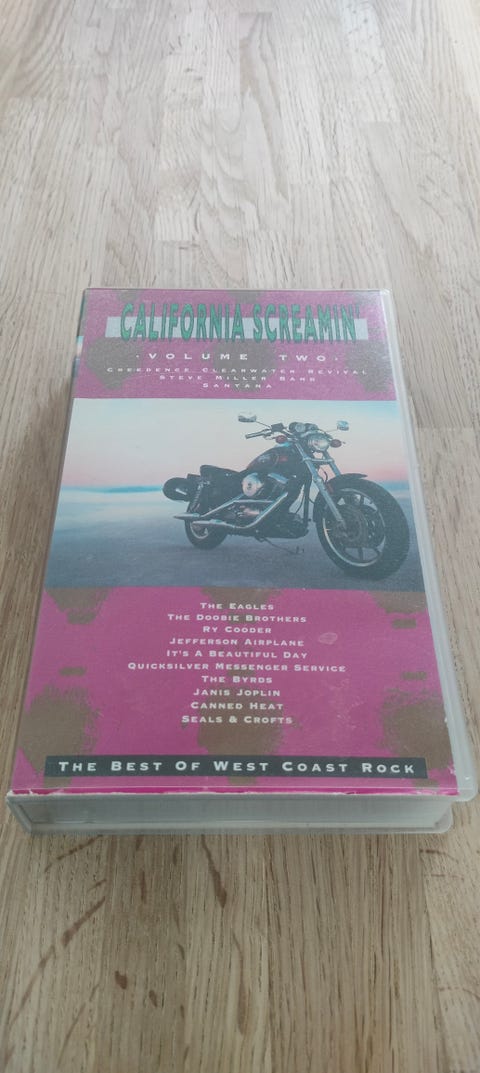 CALIFORNIA SCREAMIN'
·VOLUME TWO·
CREEDENCE CLEARWATER REVIVAL
STEVE MILLER BAND
SANTANA
THE EAGLES
THE DOOBIE BROTHERS
RY COODER
JEFFERSON AIRPLANE
IT'S A BEAUTIFUL DAY
QUICKSILVER MESSENGER SERVICE
THE BYRDS
JANIS JOPLIN
CANNED HEAT
SEALS & CROFTS
THE BEST OF WEST COAST ROCK